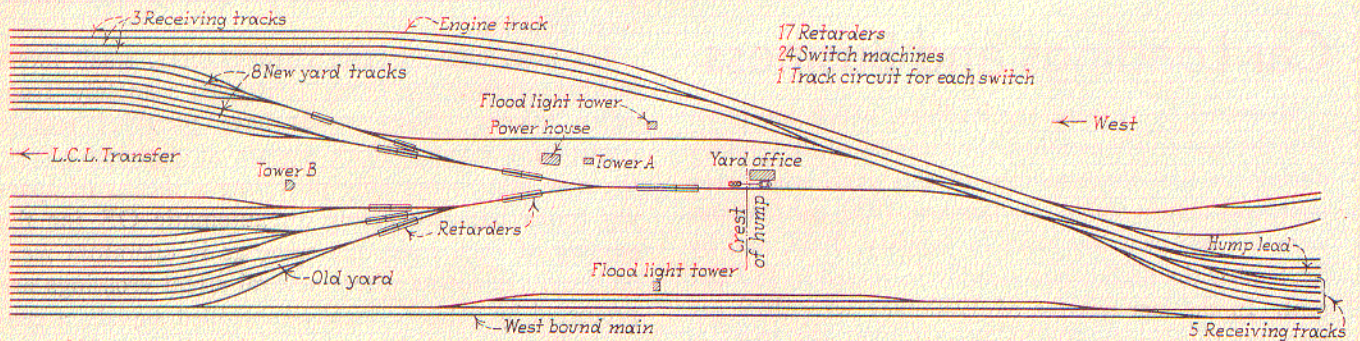 3 Receiving tracks
Engine track
17 Retarders
24 Switch machines
1 Track circuit for each switch
8 New yard tracks
Flood light tower
Power house
West
L.C.L. Transfer
Tower B
Tower A
Yard office
Crest
of hump
Retarders
Hump lead
Old yard
Flood light tower
West bound main
5 Receiving tracks